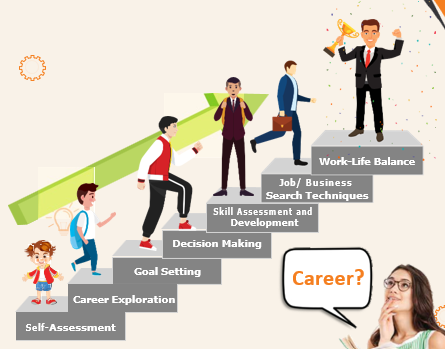 Work-Life Balance
Job/ Business
Search Techniques
Skill Assessment and
Development
Decision Making
Goal Setting
Career Exploration
Self-Assessment
Career?